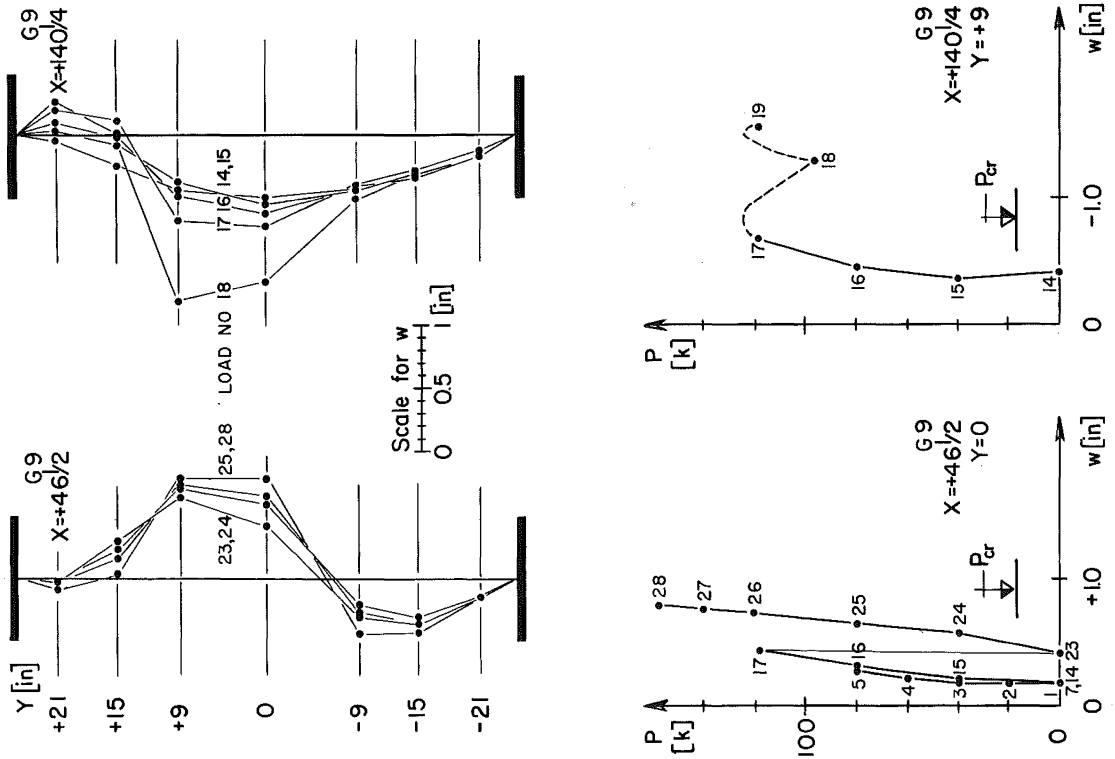 Y [in]
+21
+15
+9
0
-9
-15
-21
G9
X=+46 1/2
23,24
25,28
LOAD NO 18
17
16
14,15
G9
X=+140 1/4
Scale for w
0
0.5
1 [in]
P
[k]
100
0
28
27
26
25
24
23
17
16
5
4
15
3
2
1
7,14
Pcr
G9
X=+46 1/2
Y=0
0
+1.0
w[in]
P
[k]
17
19
18
16
15
14
Pcr
G9
X=+140 1/4
Y=+9
0
-1.0
w[in]